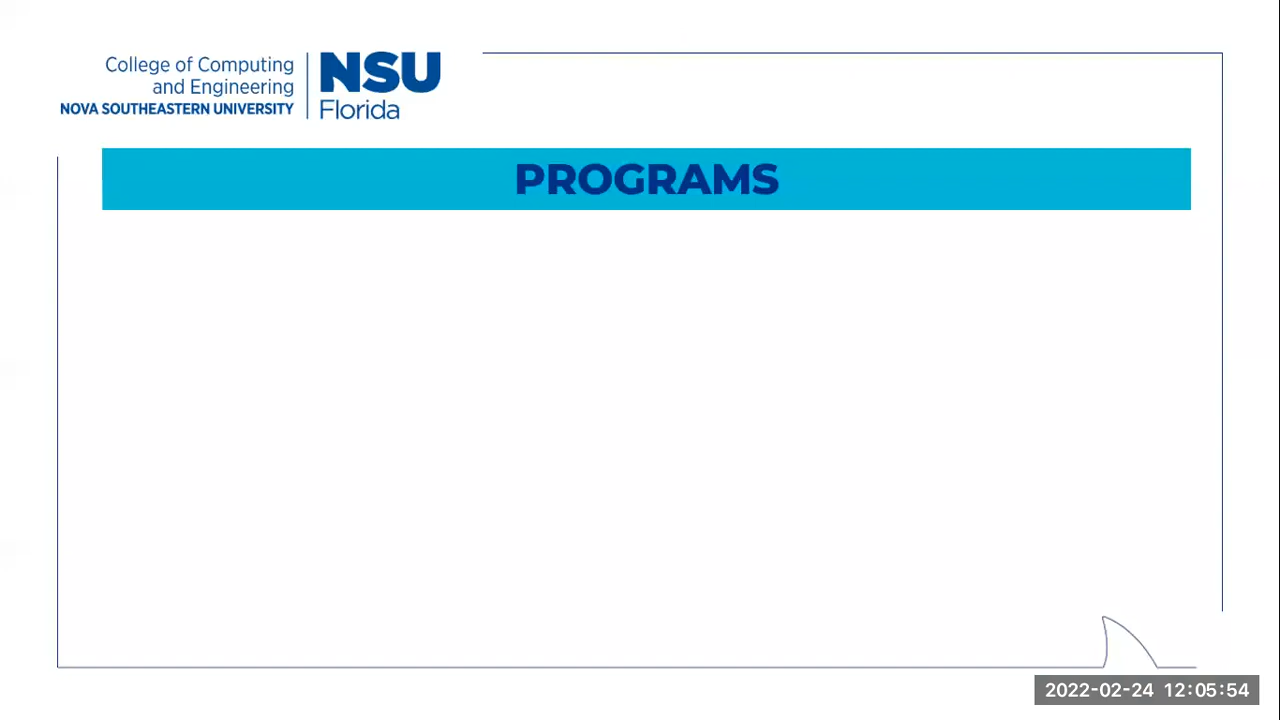 College of Computing
and Engineering
NOVA SOUTHEASTERN UNIVERSITY
NSU
Florida
PROGRAMS
2022-02-24 12:05:54